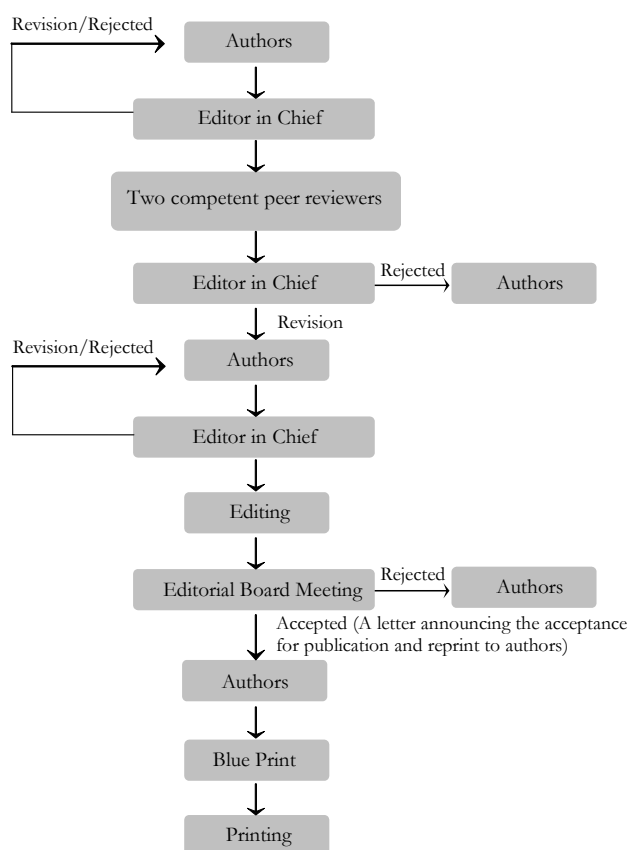 Revision/Rejected
Authors
Editor in Chief
Two competent peer reviewers
Editor in Chief
Rejected
Authors
Revision
Revision/Rejected
Authors
Editor in Chief
Editing
Editorial Board Meeting
Rejected
Authors
Accepted (A letter announcing the acceptance
for publication and reprint to authors)
Authors
Blue Print
Printing